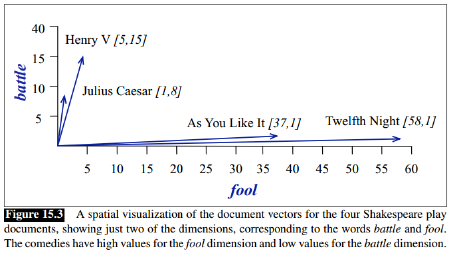 40
Henry V [5,15]
15
battle
10
Julius Caesar [1,8]
5
As You Like It [37,1]
Twelfth Night [58,1]
5 10 15 20 25 30 35 40 45 50 55 60
fool
Figure 15.3 A spatial visualization of the document vectors for the four Shakespeare play
documents, showing just two of the dimensions, corresponding to the words battle and fool.
The comedies have high values for the fool dimension and low values for the battle dimension.